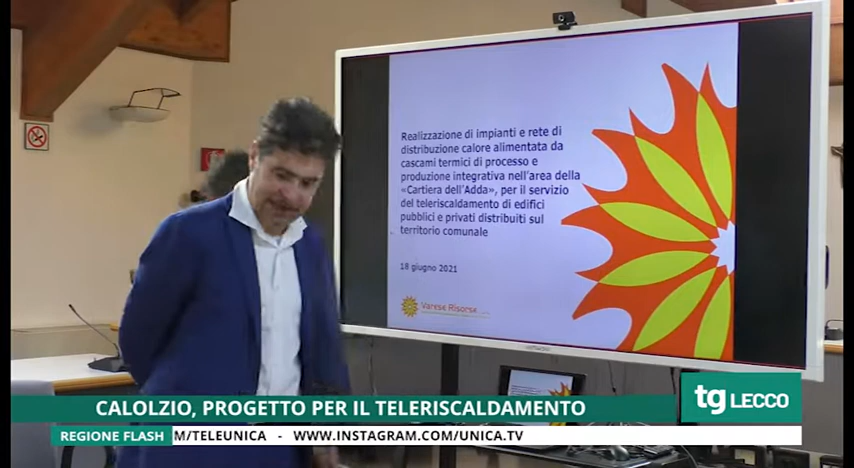 Realizzazione di impianti e rete di
distribuzione calore alimentata da
cascami termici di processo e
produzione integrativa nell'area della
«Cartiera dell'Adda», per il servizio
del teleriscaldamento di edifici
pubblici e privati distribuiti sul
territorio comunale
18 giugno 2021
Varese Risorse
CALOLZIO, PROGETTO PER IL TELERISCALDAMENTO
tg LECCO
REGIONE FLASH M/TELEUNICA - WWW.INSTAGRAM.COM/UNICA.TV